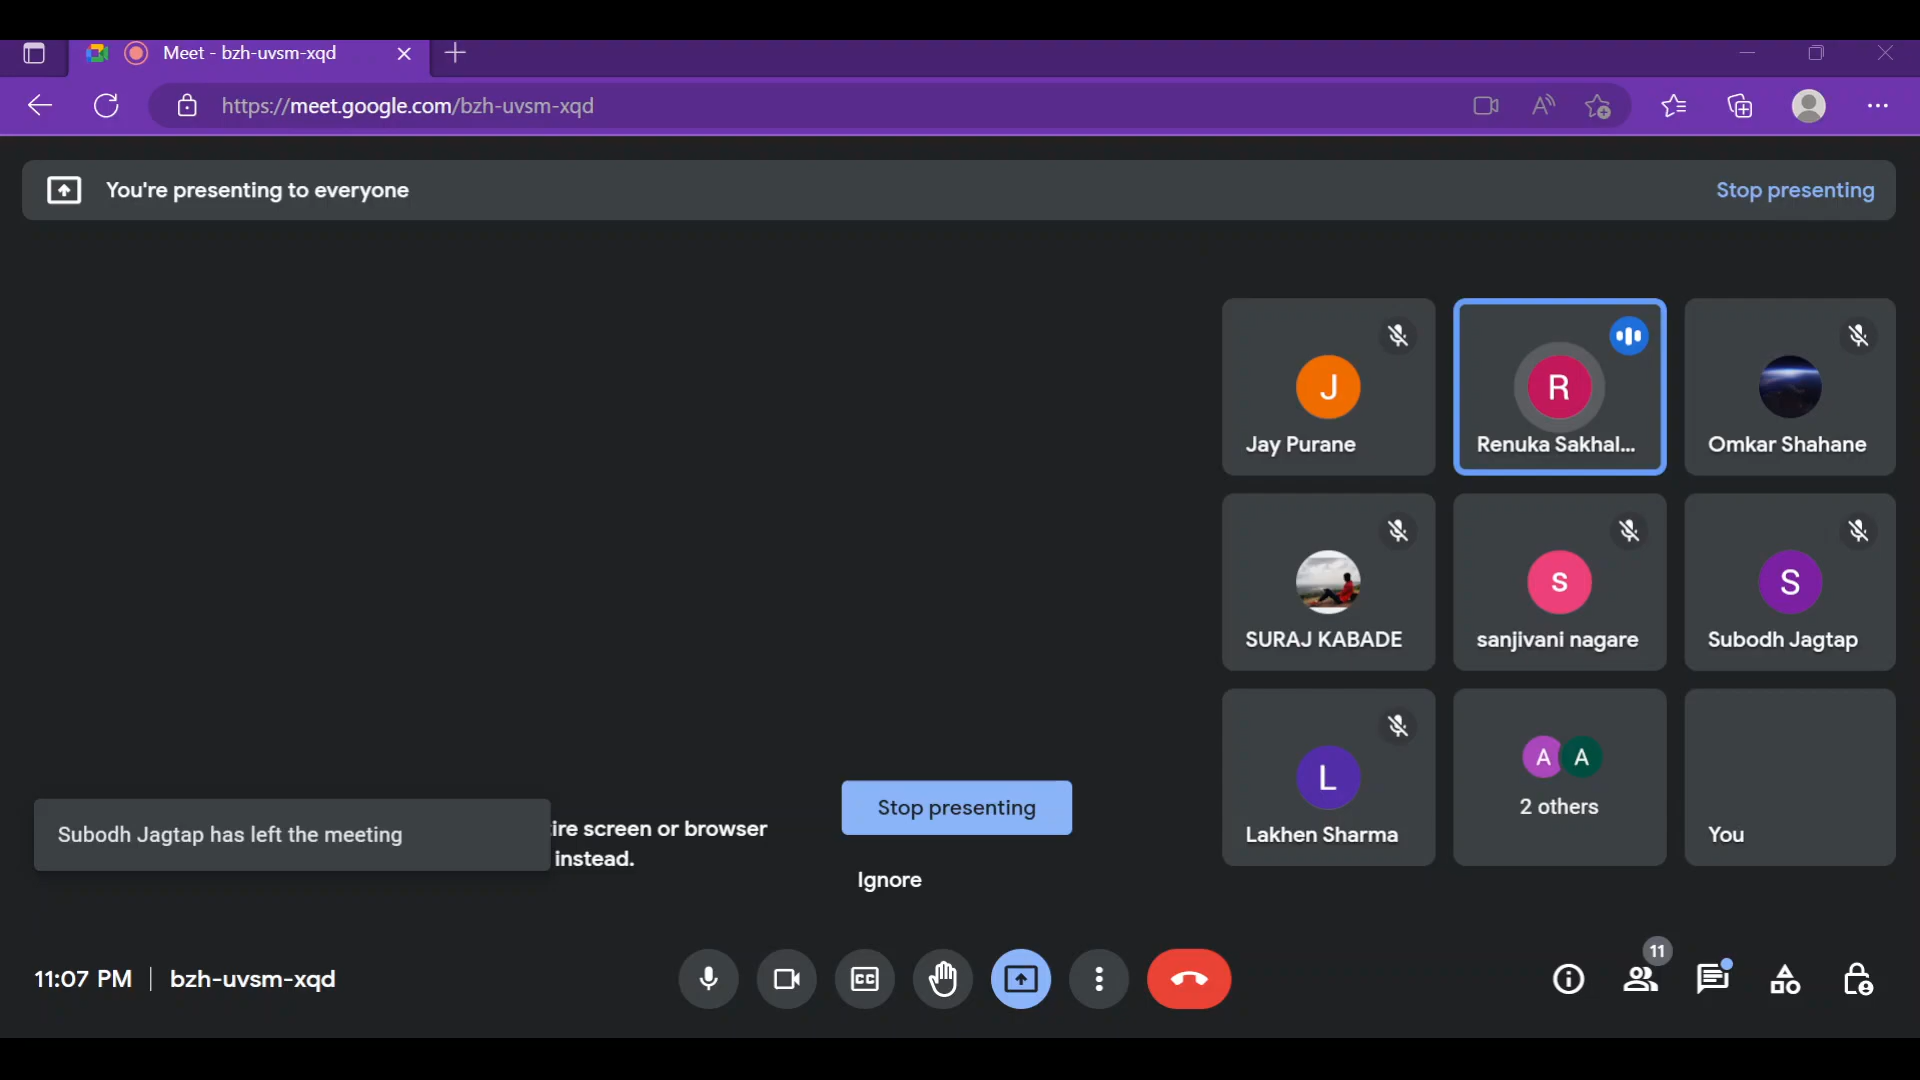 Meet - bzh-uvsm-xqd
https://meet.google.com/bzh-uvsm-xqd
You're presenting to everyone
Stop presenting
J
Jay Purane
R
Renuka Sakhal...
Omkar Shahane
SURAJ KABADE
s
sanjivani nagare
S
Subodh Jagtap
L
Lakhen Sharma
A A
2 others
You
Subodh Jagtap has left the meeting
ire screen or browser
instead.
Stop presenting
Ignore
11:07 PM | bzh-uvsm-xqd
CC
11